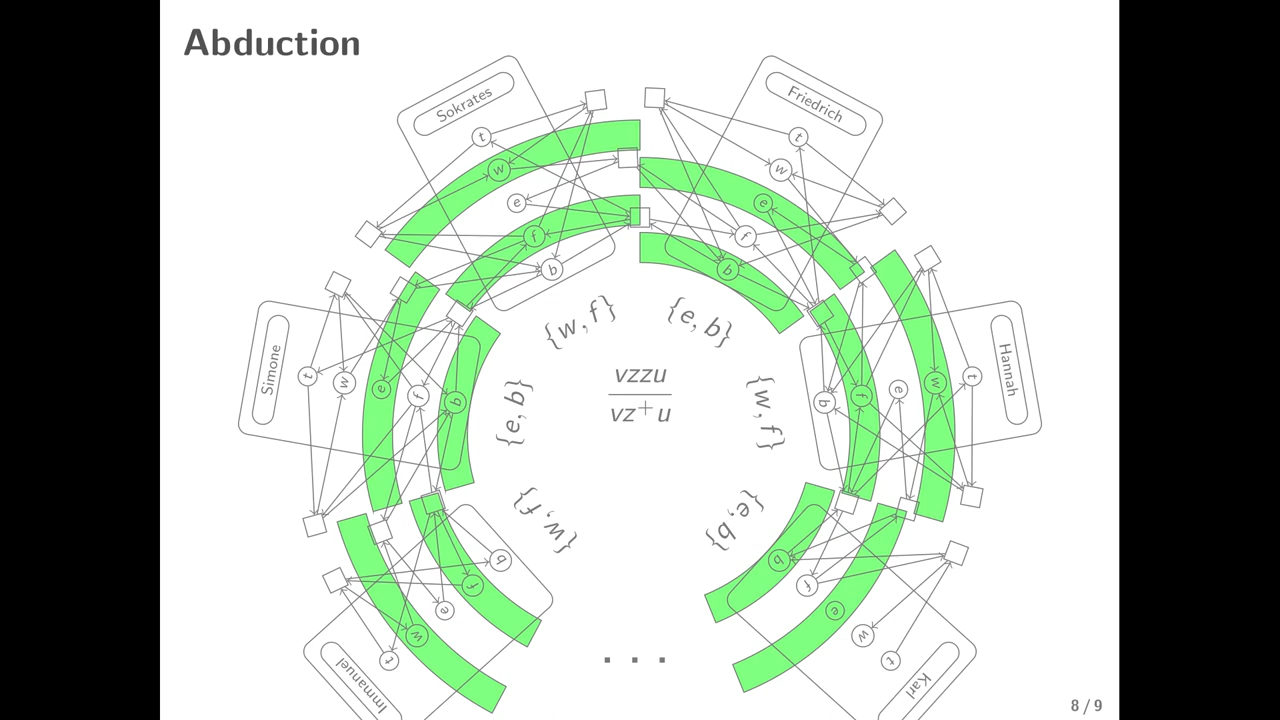 Abduction
Sokrates
t
w
e
f
b
Friedrich
t
w
e
f
b
Simone
t
w
e
f
b
Hannah
t
w
e
f
b
Immanuel
t
w
e
f
b
Karl
t
w
e
f
b
{w, f}
{e, b}
{e, b}
{w, f}
{w, f}
{e, b}
vzzu
vz⁺u
. . .
8 / 9